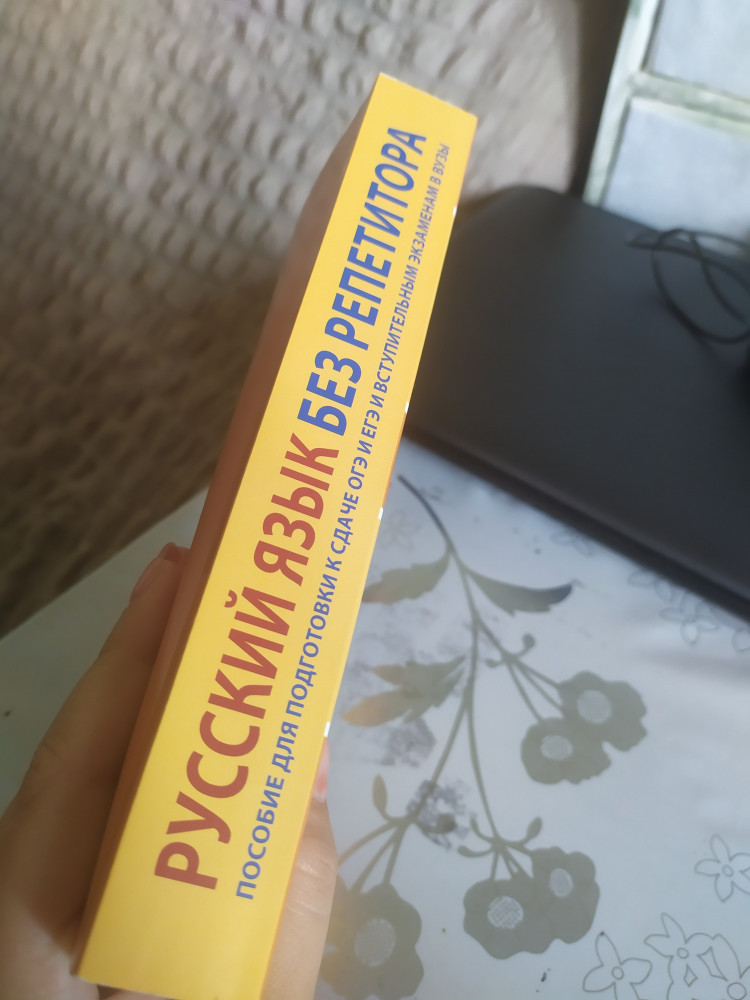 РУССКИЙ ЯЗЫК БЕЗ РЕПЕТИТОРА
ПОСОБИЕ ДЛЯ ПОДГОТОВКИ К СДАЧЕ ОГЭ И ЕГЭ И ВСТУПИТЕЛЬНЫМ ЭКЗАМЕНАМ В ВУЗЫ